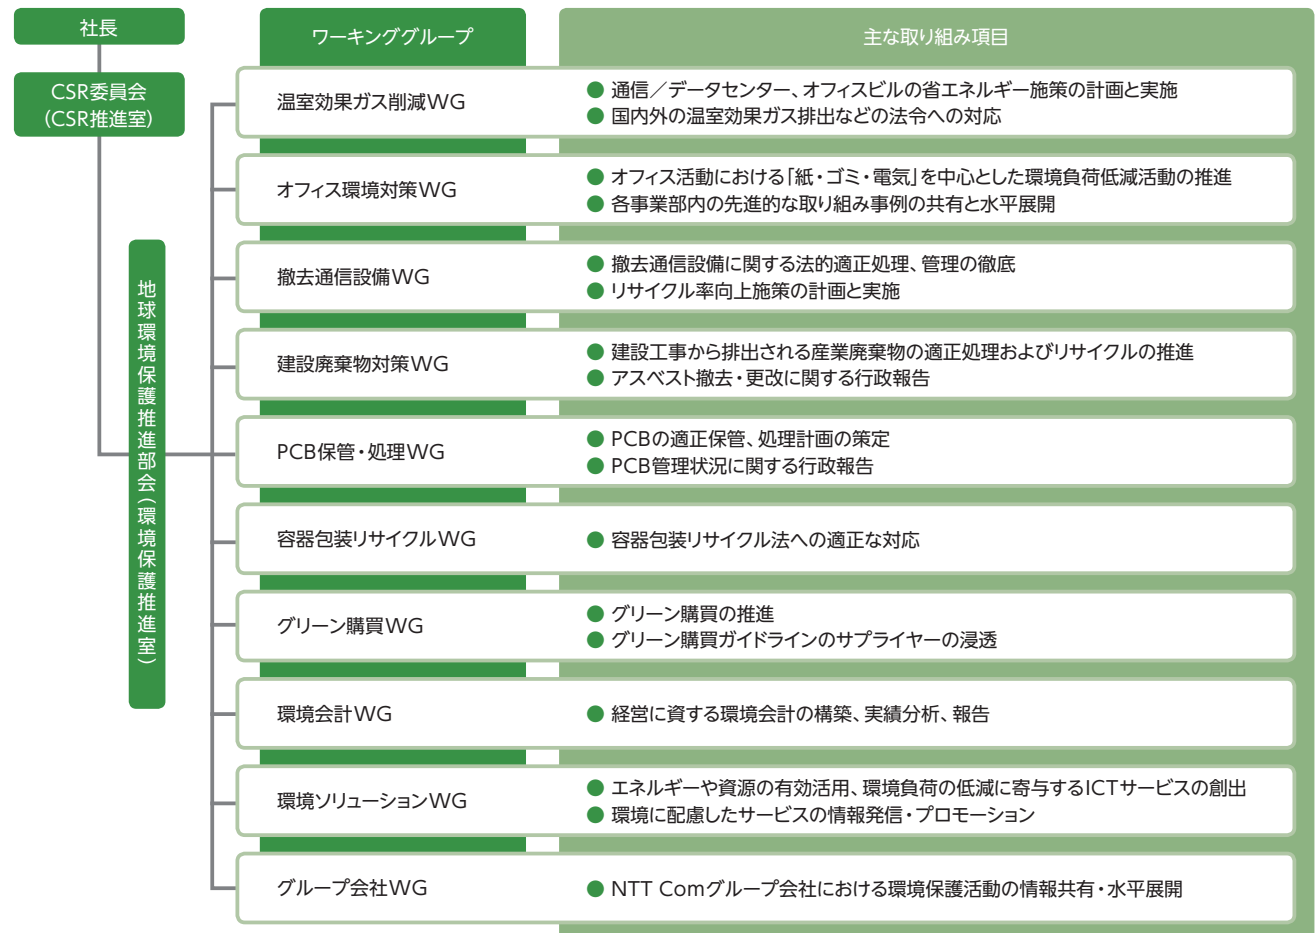 社長
CSR委員会
(CSR推進室)
地球環境保護推進部会(環境保護推進室)
ワーキンググループ
主な取り組み項目
温室効果ガス削減WG
● 通信／データセンター、オフィスビルの省エネルギー施策の計画と実施
● 国内外の温室効果ガス排出などの法令への対応
オフィス環境対策WG
● オフィス活動における「紙・ゴミ・電気」を中心とした環境負荷低減活動の推進
● 各事業部内の先進的な取り組み事例の共有と水平展開
撤去通信設備WG
● 撤去通信設備に関する法的適正処理、管理の徹底
● リサイクル率向上施策の計画と実施
建設廃棄物対策WG
● 建設工事から排出される産業廃棄物の適正処理およびリサイクルの推進
● アスベスト撤去・更改に関する行政報告
PCB保管・処理WG
● PCBの適正保管、処理計画の策定
● PCB管理状況に関する行政報告
容器包装リサイクルWG
● 容器包装リサイクル法への適正な対応
グリーン購買WG
● グリーン購買の推進
● グリーン購買ガイドラインのサプライヤーの浸透
環境会計WG
● 経営に資する環境会計の構築、実績分析、報告
環境ソリューションWG
● エネルギーや資源の有効活用、環境負荷の低減に寄与するICTサービスの創出
● 環境に配慮したサービスの情報発信・プロモーション
グループ会社WG
● NTT Comグループ会社における環境保護活動の情報共有・水平展開